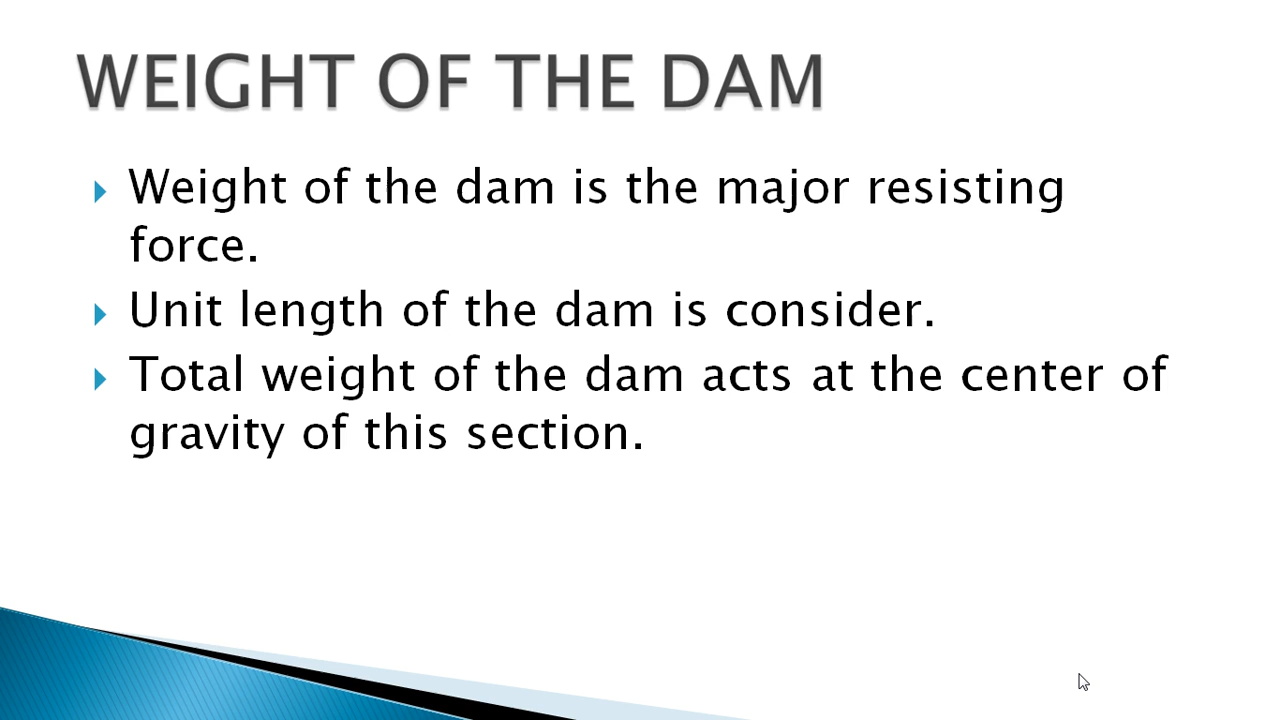 WEIGHT OF THE DAM
Weight of the dam is the major resisting
force.
Unit length of the dam is consider.
Total weight of the dam acts at the center of
gravity of this section.